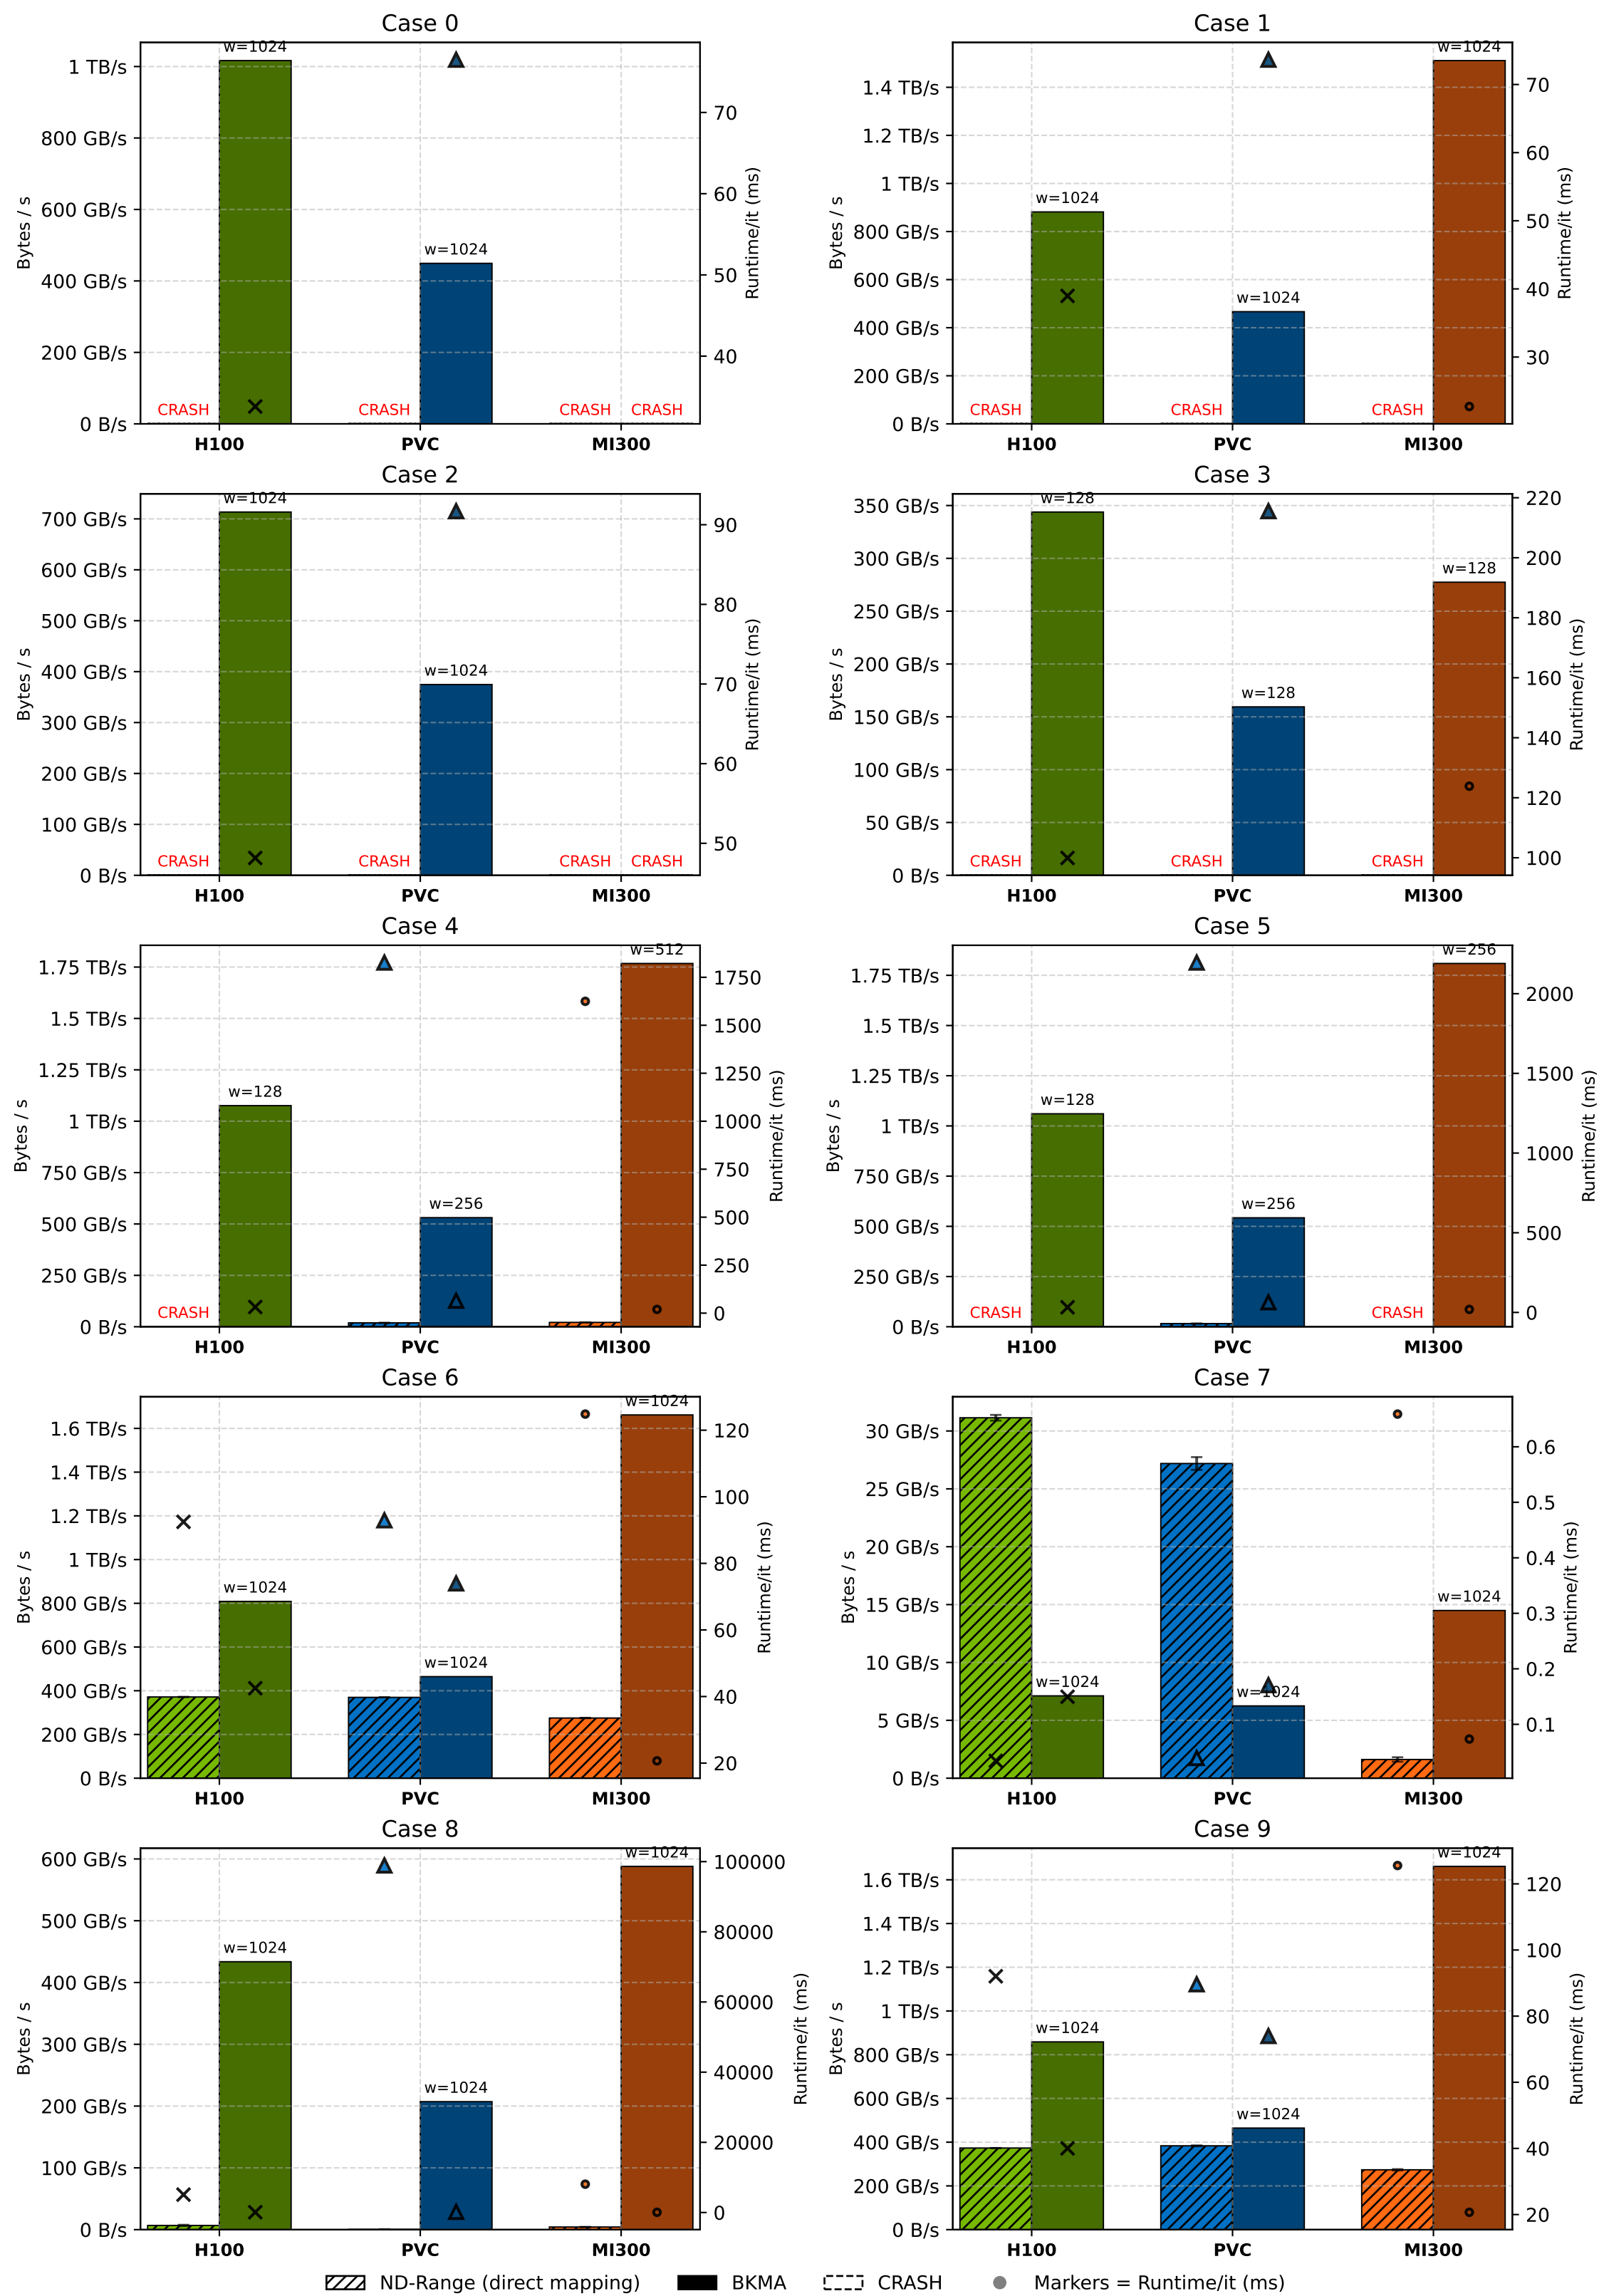 Case 0
w=1024
1 TB/s
800 GB/s
600 GB/s
400 GB/s
200 GB/s
0 B/s
Bytes / s
w=1024
CRASH
CRASH
CRASH
CRASH
70
60
50
40
Runtime/it (ms)
H100
PVC
MI300
Case 1
1.4 TB/s
1.2 TB/s
1 TB/s
800 GB/s
600 GB/s
400 GB/s
200 GB/s
0 B/s
Bytes / s
w=1024
w=1024
w=1024
CRASH
CRASH
CRASH
70
60
50
40
30
Runtime/it (ms)
H100
PVC
MI300
Case 2
700 GB/s
600 GB/s
500 GB/s
400 GB/s
300 GB/s
200 GB/s
100 GB/s
0 B/s
Bytes / s
w=1024
w=1024
CRASH
CRASH
CRASH
CRASH
90
80
70
60
50
Runtime/it (ms)
H100
PVC
MI300
Case 3
350 GB/s
300 GB/s
250 GB/s
200 GB/s
150 GB/s
100 GB/s
50 GB/s
0 B/s
Bytes / s
w=128
w=128
w=128
CRASH
CRASH
CRASH
220
200
180
160
140
120
100
Runtime/it (ms)
H100
PVC
MI300
Case 4
1.75 TB/s
1.5 TB/s
1.25 TB/s
1 TB/s
750 GB/s
500 GB/s
250 GB/s
0 B/s
Bytes / s
w=128
w=256
w=512
CRASH
1750
1500
1250
1000
750
500
250
0
Runtime/it (ms)
H100
PVC
MI300
Case 5
1.75 TB/s
1.5 TB/s
1.25 TB/s
1 TB/s
750 GB/s
500 GB/s
250 GB/s
0 B/s
Bytes / s
w=128
w=256
w=256
CRASH
CRASH
2000
1500
1000
500
0
Runtime/it (ms)
H100
PVC
MI300
Case 6
1.6 TB/s
1.4 TB/s
1.2 TB/s
1 TB/s
800 GB/s
600 GB/s
400 GB/s
200 GB/s
0 B/s
Bytes / s
w=1024
w=1024
w=1024
120
100
80
60
40
20
Runtime/it (ms)
H100
PVC
MI300
Case 7
30 GB/s
25 GB/s
20 GB/s
15 GB/s
10 GB/s
5 GB/s
0 B/s
Bytes / s
w=1024
w=1024
w=1024
0.6
0.5
0.4
0.3
0.2
0.1
Runtime/it (ms)
H100
PVC
MI300
Case 8
600 GB/s
500 GB/s
400 GB/s
300 GB/s
200 GB/s
100 GB/s
0 B/s
Bytes / s
w=1024
w=1024
w=1024
100000
80000
60000
40000
20000
0
Runtime/it (ms)
H100
PVC
MI300
Case 9
1.6 TB/s
1.4 TB/s
1.2 TB/s
1 TB/s
800 GB/s
600 GB/s
400 GB/s
200 GB/s
0 B/s
Bytes / s
w=1024
w=1024
w=1024
120
100
80
60
40
20
Runtime/it (ms)
H100
PVC
MI300
ND-Range (direct mapping)
BKMA
CRASH
Markers = Runtime/it (ms)